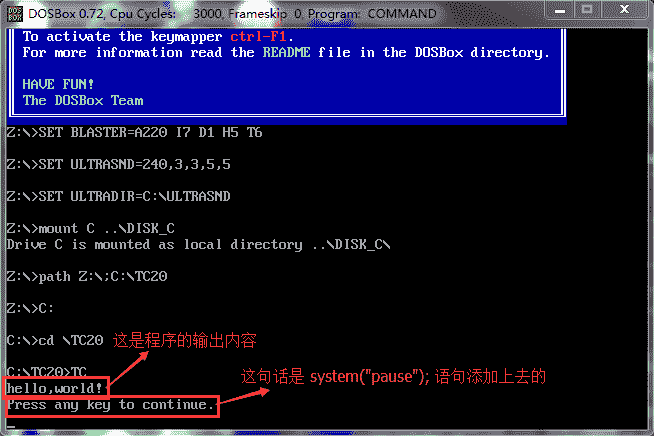 DOSBox 0.72, Cpu Cycles: 3000, Frameskip 0, Program: COMMAND
To activate the keymapper ctrl-F1.
For more information read the README file in the DOSBox directory.
HAVE FUN!
The DOSBox Team
Z:\>SET BLASTER=A220 I7 D1 H5 T6
Z:\>SET ULTRASND=240,3,3,5,5
Z:\>SET ULTRADIR=C:\ULTRASND
Z:\>mount C ..\DISK_C
Drive C is mounted as local directory ..\DISK_C\
Z:\>path Z:\;C:\TC20
Z:\>C:
C:\>cd \TC20 这是程序的输出内容
C:\TC20>TC
这句话是 system("pause"); 语句添加上去的
hello,world!
Press any key to continue.
_